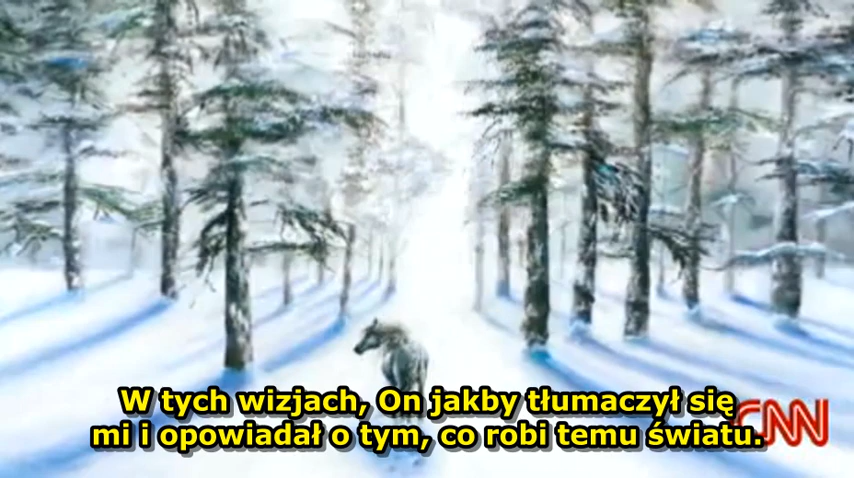 W tych wizjach, On jakby tłumaczył się
mi i opowiadał o tym, co robi temu światu.
CNN